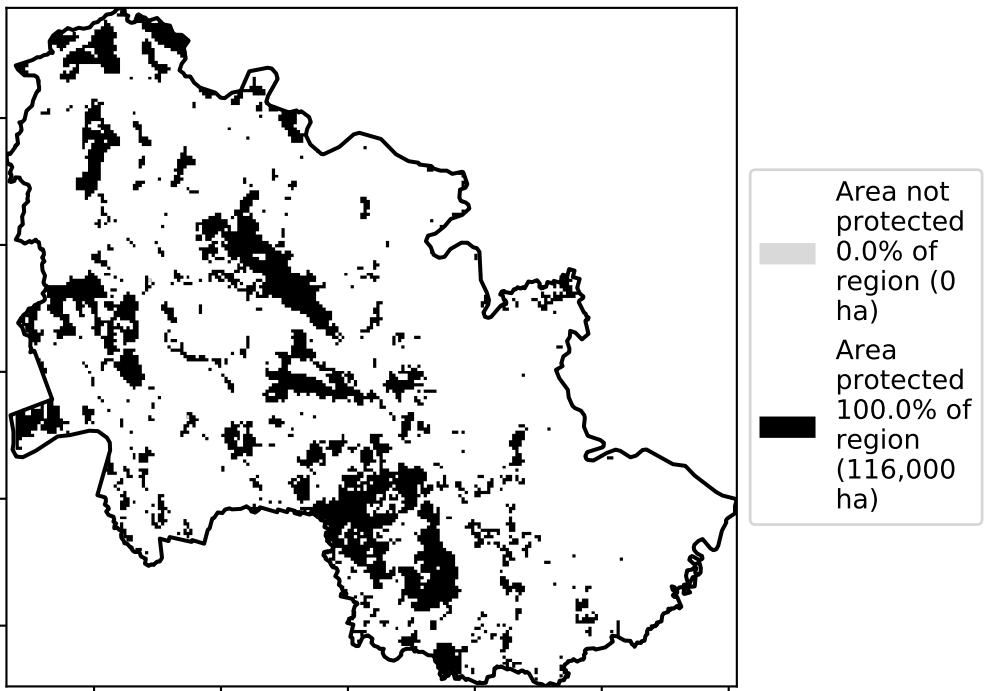 Area not
protected
0.0% of
region (0
ha)
Area
protected
100.0% of
region
(116,000
ha)